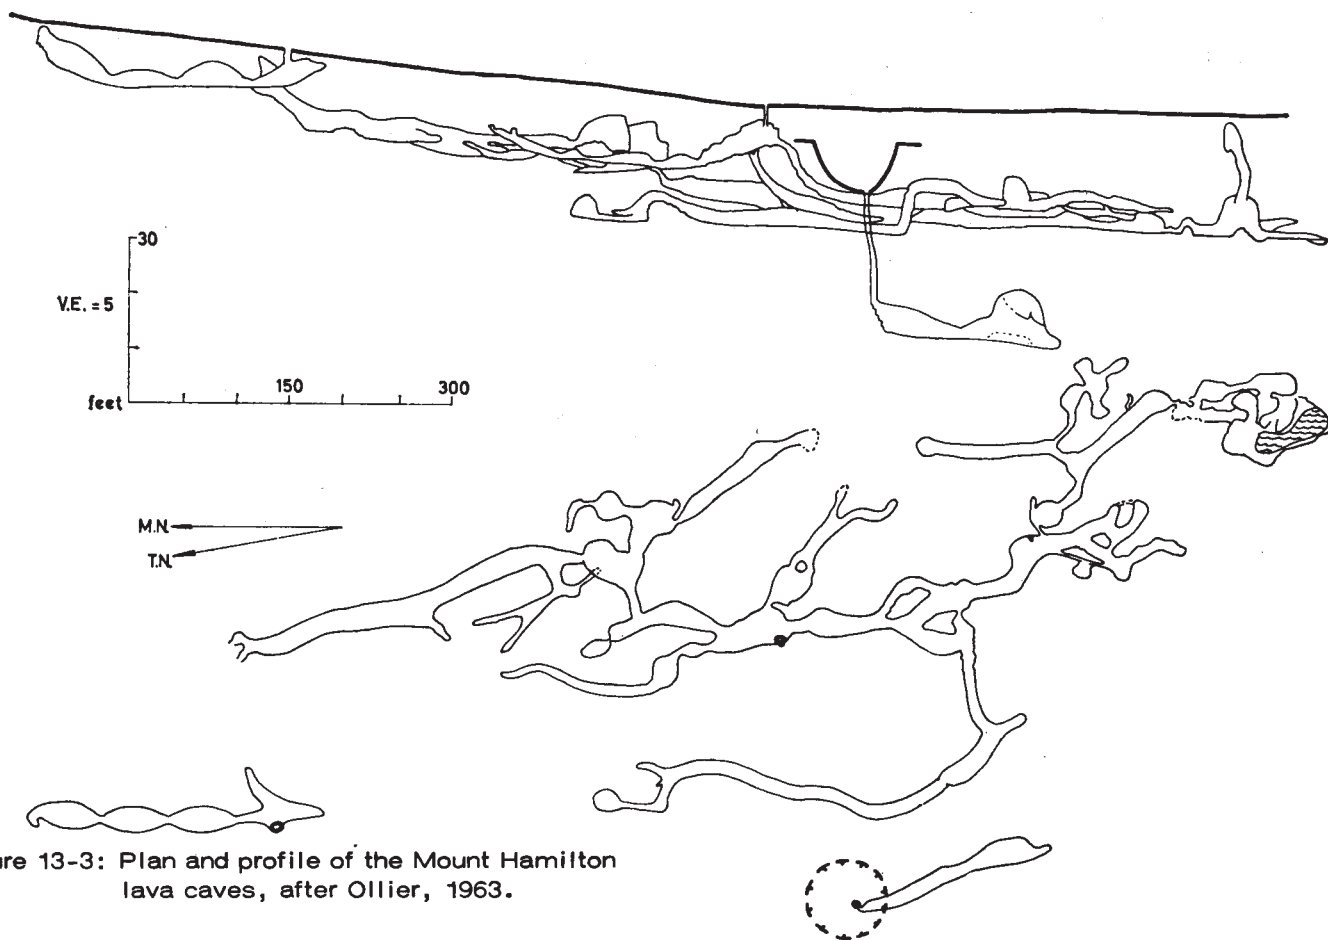 30
V.E. = 5
150
300
feet
M.N.
T.N.
re 13-3: Plan and profile of the Mount Hamilton
lava caves, after Ollier, 1963.